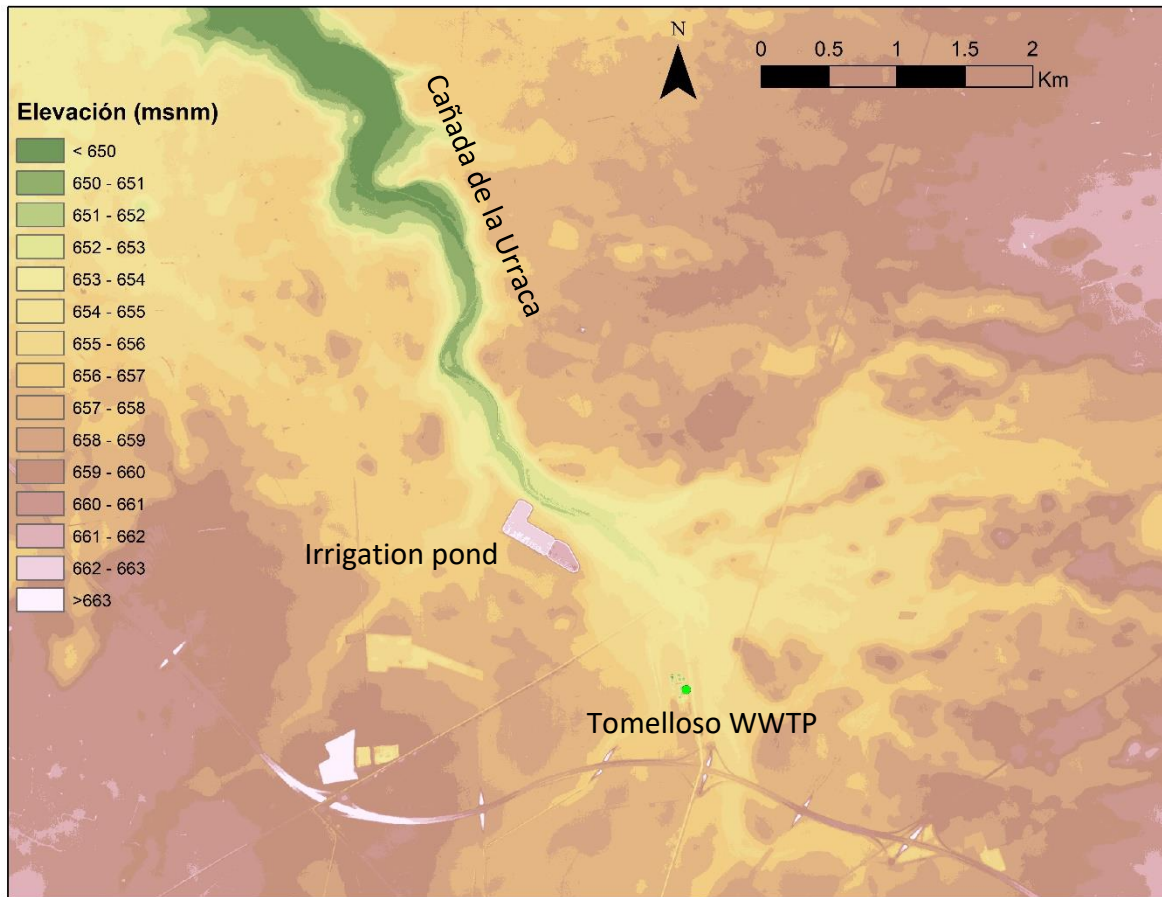 N
0 0.5 1 1.5 2
Km
Cañada de la Urraca
Elevación (msnm)
< 650
650 - 651
651 - 652
652 - 653
653 - 654
654 - 655
655 - 656
656 - 657
657 - 658
658 - 659
659 - 660
660 - 661
661 - 662
662 - 663
>663
Irrigation pond
Tomelloso WWTP